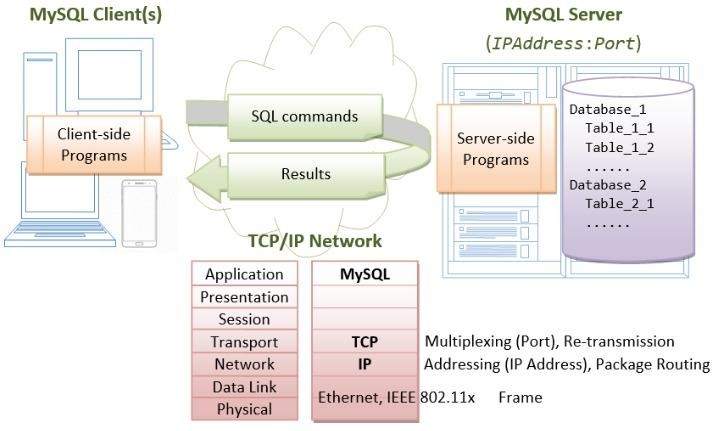 MySQL Client(s)
MySQL Server
(IPAddress:Port)
Client-side
Programs
SQL commands
Results
Server-side
Programs
Database_1
Table_1_1
Table_1_2
......
Database_2
Table_2_1
......
TCP/IP Network
Application MySQL
Presentation
Session
Transport TCP Multiplexing (Port), Re-transmission
Network IP Addressing (IP Address), Package Routing
Data Link
Ethernet, IEEE 802.11x Frame
Physical